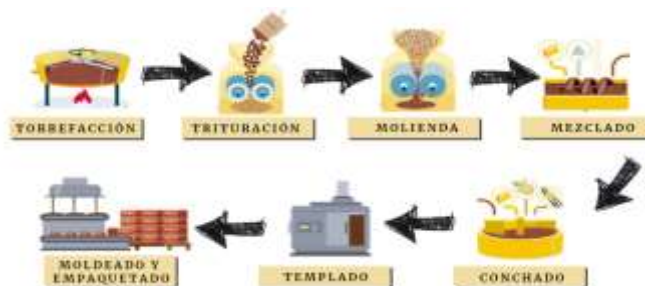 TORREFACCIÓN
TRITURACIÓN
MOLIENDA
MEZCLADO
MOLDEADO Y
EMPAQUETADO
TEMPLADO
CONCHADO